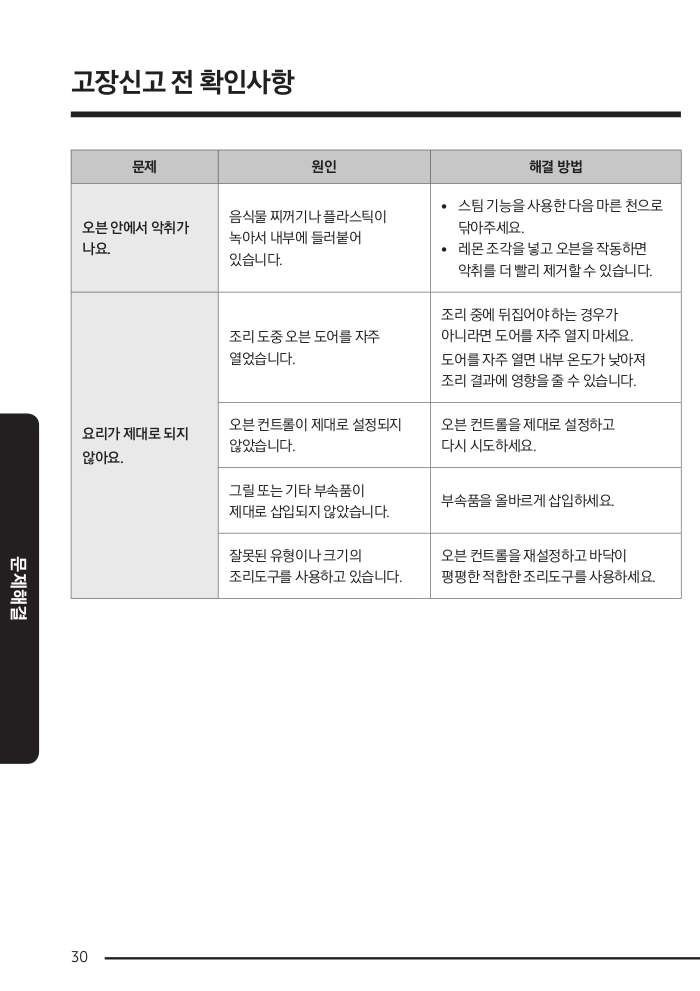 고장신고 전 확인사항
문제
원인
해결 방법
오븐 안에서 악취가
나요.
음식물 찌꺼기나 플라스틱이
녹아서 내부에 들러붙어
있습니다.
• 스팀 기능을 사용한 다음 마른 천으로
닦아주세요.
• 레몬 조각을 넣고 오븐을 작동하면
악취를 더 빨리 제거할 수 있습니다.
요리가 제대로 되지
않아요.
조리 도중 오븐 도어를 자주
열었습니다.
조리 중에 뒤집어야 하는 경우가
아니라면 도어를 자주 열지 마세요.
도어를 자주 열면 내부 온도가 낮아져
조리 결과에 영향을 줄 수 있습니다.
오븐 컨트롤이 제대로 설정되지
않았습니다.
오븐 컨트롤을 제대로 설정하고
다시 시도하세요.
그릴 또는 기타 부속품이
제대로 삽입되지 않았습니다.
부속품을 올바르게 삽입하세요.
잘못된 유형이나 크기의
조리도구를 사용하고 있습니다.
오븐 컨트롤을 재설정하고 바닥이
평평한 적합한 조리도구를 사용하세요.
문제해결
30